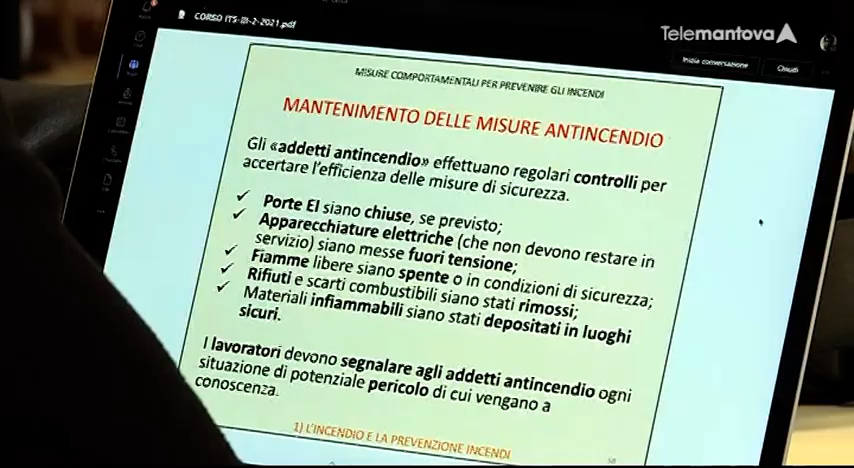 CORSO ITS-III-2-2021.pdf
Telemantova
Inizia conversazione
Chiudi
MISURE COMPORTAMENTALI PER PREVENIRE GLI INCENDI
MANTENIMENTO DELLE MISURE ANTINCENDIO
Gli «addetti antincendio» effettuano regolari controlli per
accertare l'efficienza delle misure di sicurezza.
✓ Porte EI siano chiuse, se previsto;
✓ Apparecchiature elettriche (che non devono restare in
servizio) siano messe fuori tensione;
✓ Fiamme libere siano spente o in condizioni di sicurezza;
✓ Rifiuti e scarti combustibili siano stati rimossi;
✓ Materiali infiammabili siano stati depositati in luoghi
sicuri.
I lavoratori devono segnalare agli addetti antincendio ogni
situazione di potenziale pericolo di cui vengano a
conoscenza.
1) L'INCENDIO E LA PREVENZIONE INCENDI